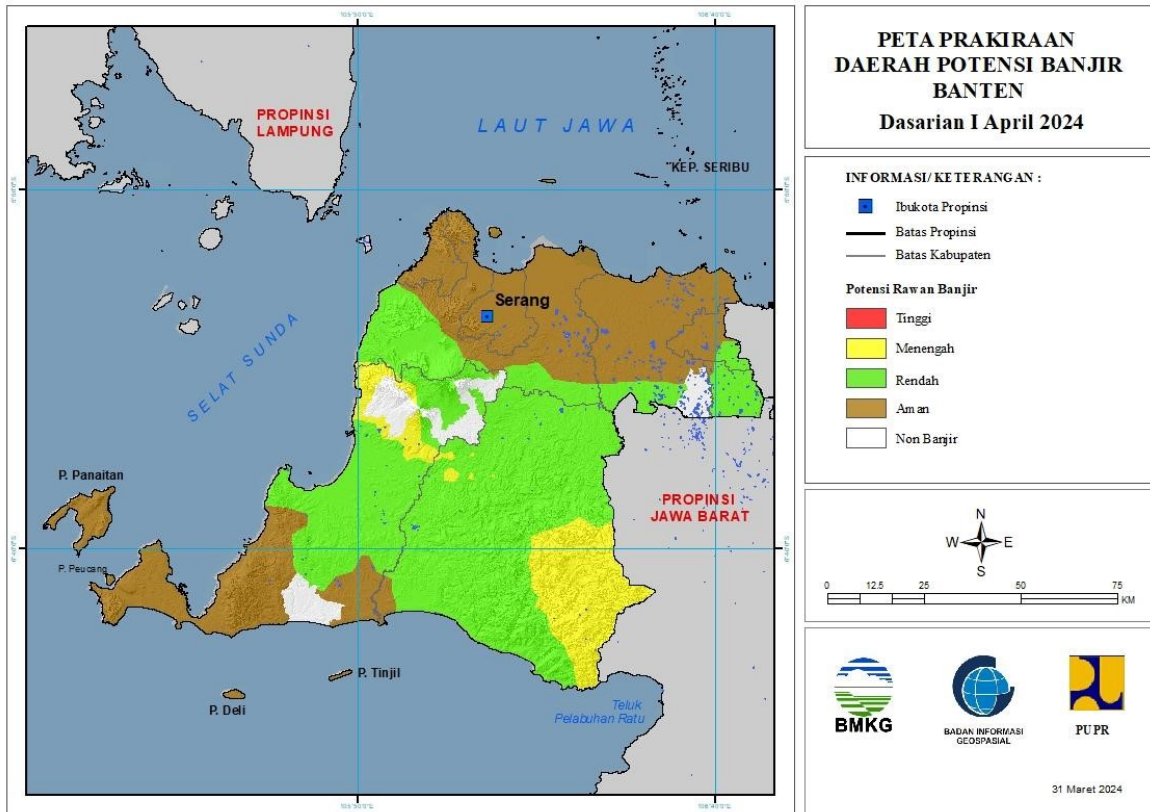 PROPINSI
LAMPUNG
LAUT JAWA
KEP. SERIBU
Serang
SELAT SUNDA
P. Panaitan
P. Peucang
PROPINSI
JAWA BARAT
P. Tinjil
P. Deli
Teluk
Pelabuhan Ratu
PETA PRAKIRAAN
DAERAH POTENSI BANJIR
BANTEN
Dasarian I April 2024
INFORMASI/ KETERANGAN :
Ibukota Propinsi
Batas Propinsi
Batas Kabupaten
Potensi Rawan Banjir
Tinggi
Menengah
Rendah
Aman
Non Banjir
N
W E
S
0 12.5 25 50 75
KM
BMKG
BADAN INFORMASI
GEOSPASIAL
PUPR
31 Maret 2024